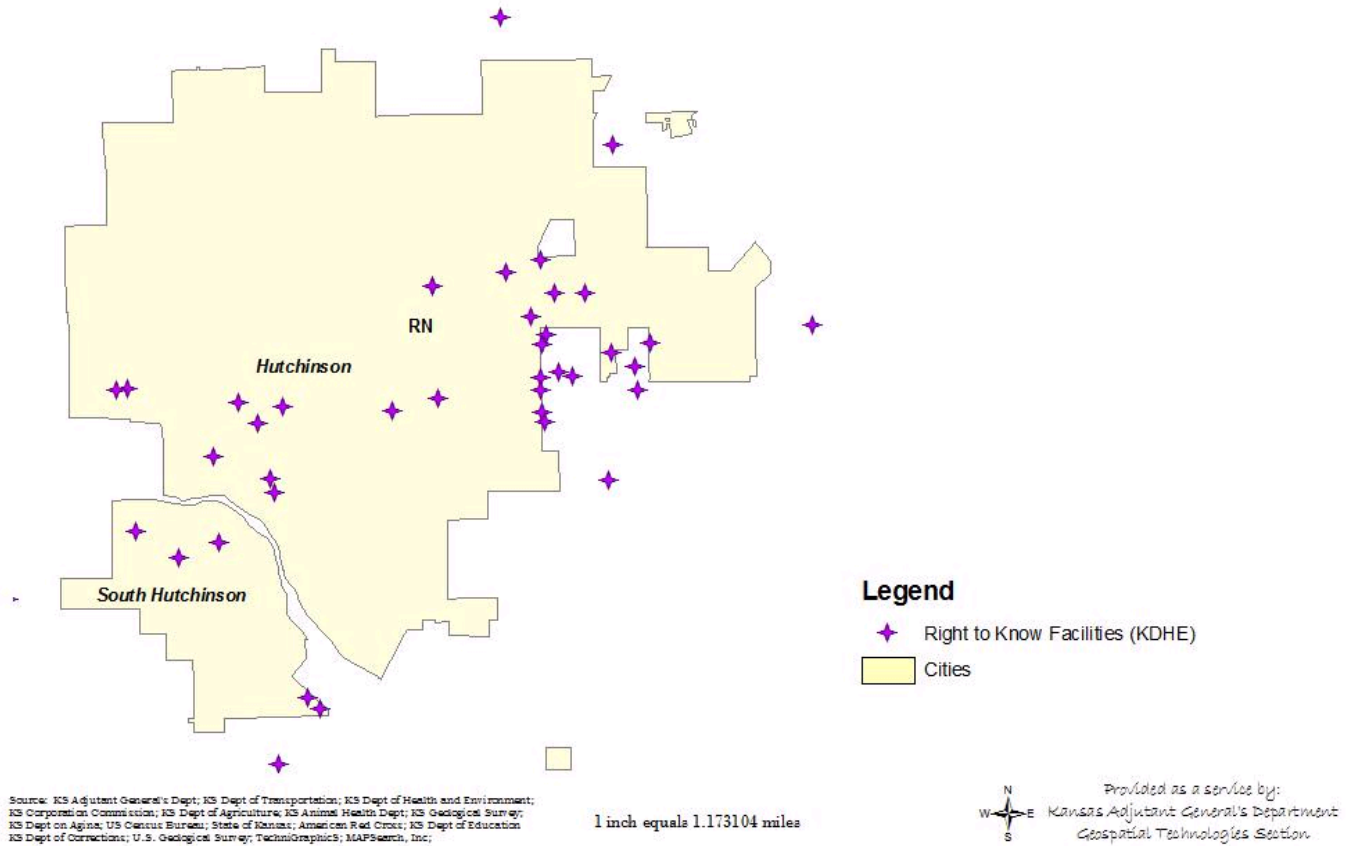 RN
Hutchinson
South Hutchinson
Legend
Right to Know Facilities (KDHE)
Cities
Source: KS Adjutant General's Dept; KS Dept of Transportation; KS Dept of Health and Environment;
KS Corporation Commission; KS Dept of Agriculture; KS Animal Health Dept; KS Geological Survey;
KS Dept on Aging; US Census Bureau; State of Kansas; American Red Cross; KS Dept of Education
KS Dept of Corrections; U.S. Geological Survey; TechniGraphicS; MAPSearch, Inc;
1 inch equals 1.173104 miles
N
W E
S
Provided as a service by:
Kansas Adjutant General's Department
Geospatial Technologies Section